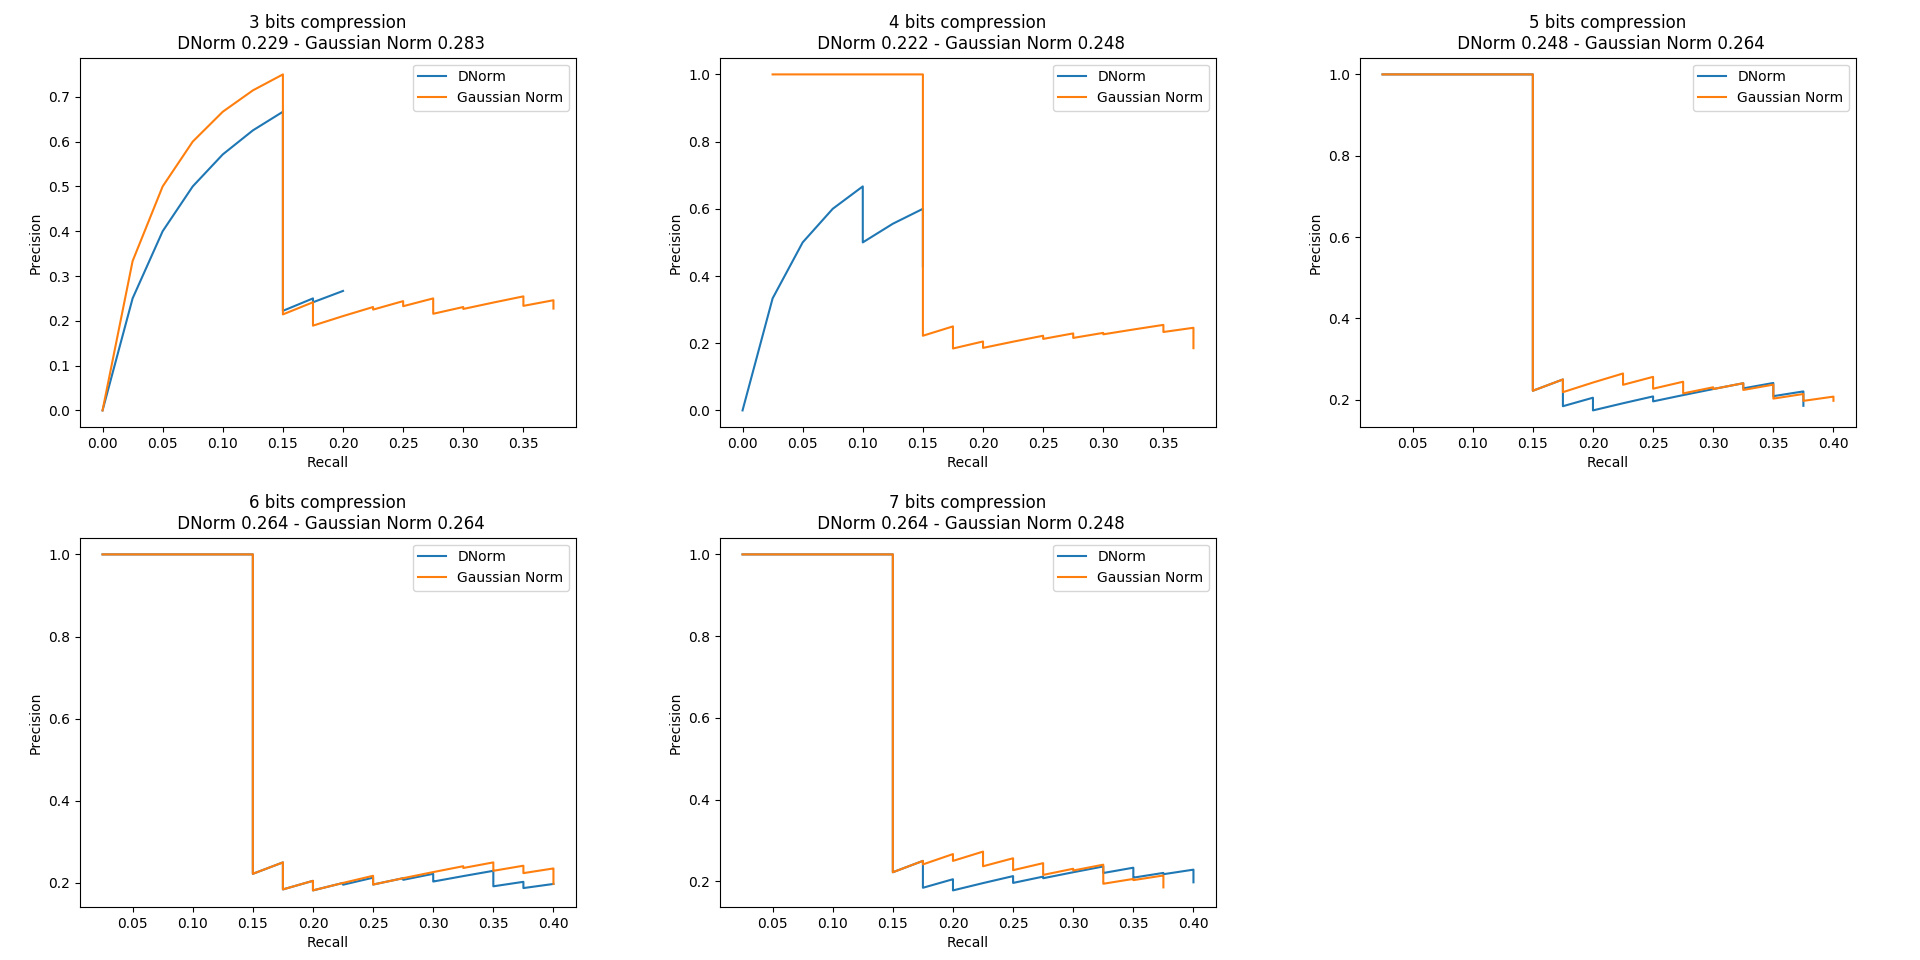 3 bits compression
DNorm 0.229 - Gaussian Norm 0.283
DNorm
Gaussian Norm
Precision
0.7
0.6
0.5
0.4
0.3
0.2
0.1
0.0
0.00 0.05 0.10 0.15 0.20 0.25 0.30 0.35
Recall
4 bits compression
DNorm 0.222 - Gaussian Norm 0.248
DNorm
Gaussian Norm
Precision
1.0
0.8
0.6
0.4
0.2
0.0
0.00 0.05 0.10 0.15 0.20 0.25 0.30 0.35
Recall
5 bits compression
DNorm 0.248 - Gaussian Norm 0.264
DNorm
Gaussian Norm
Precision
1.0
0.8
0.6
0.4
0.2
0.05 0.10 0.15 0.20 0.25 0.30 0.35 0.40
Recall
6 bits compression
DNorm 0.264 - Gaussian Norm 0.264
DNorm
Gaussian Norm
Precision
1.0
0.8
0.6
0.4
0.2
0.05 0.10 0.15 0.20 0.25 0.30 0.35 0.40
Recall
7 bits compression
DNorm 0.264 - Gaussian Norm 0.248
DNorm
Gaussian Norm
Precision
1.0
0.8
0.6
0.4
0.2
0.05 0.10 0.15 0.20 0.25 0.30 0.35 0.40
Recall